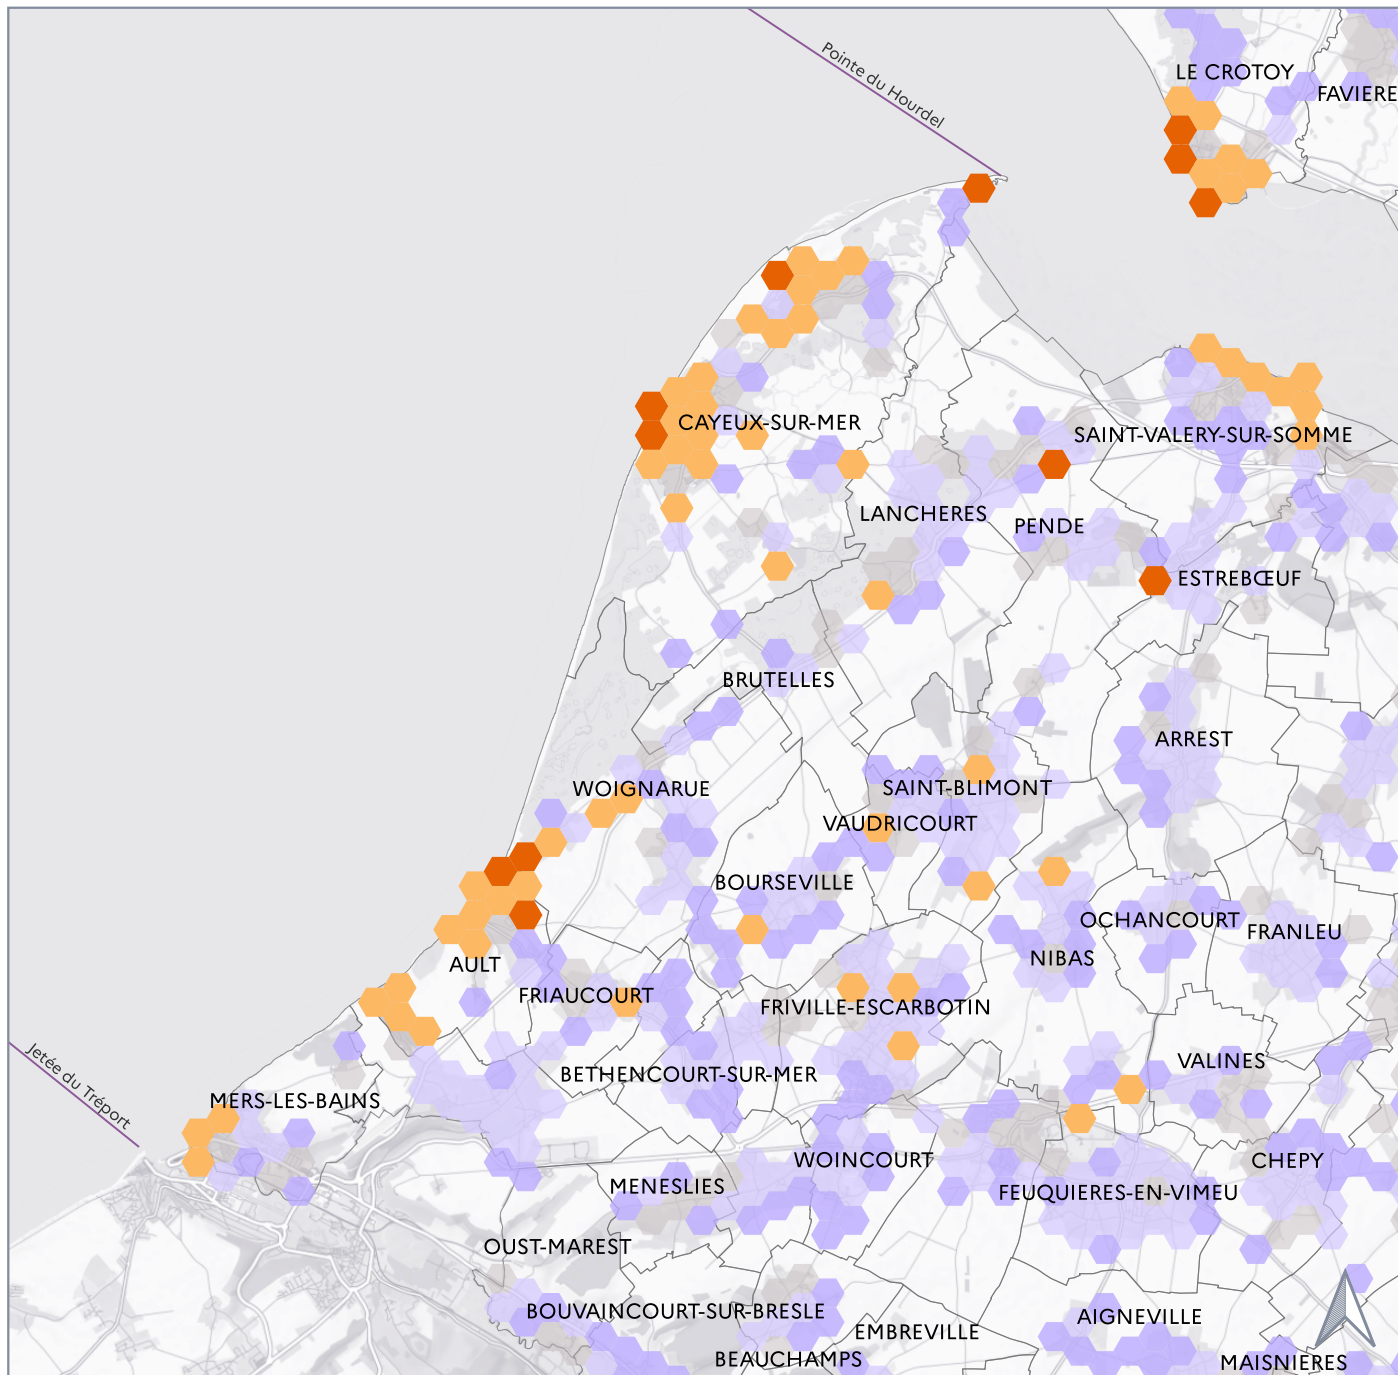 Pointe du Hourdel
LE CROTOY
FAVIERE
CAYEUX-SUR-MER
SAINT-VALERY-SUR-SOMME
LANCHERES
PENDE
ESTREBŒUF
BRUTELLES
ARREST
WOIGNARUE
SAINT-BLIMONT
VAUDRICOURT
BOURSEVILLE
OCHANCOURT
FRANLEU
NIBAS
AULT
FRIAUCOURT
FRIVILLE-ESCARBOTIN
Jetée du Tréport
BETHENCOURT-SUR-MER
VALINES
MERS-LES-BAINS
WOINCOURT
CHEPY
MENESLIES
FEUQUIERES-EN-VIMEU
OUST-MAREST
BOUVAINCOURT-SUR-BRESLE
AIGNEVILLE
EMBREVILLE
BEAUCHAMPS
MAISNIERES